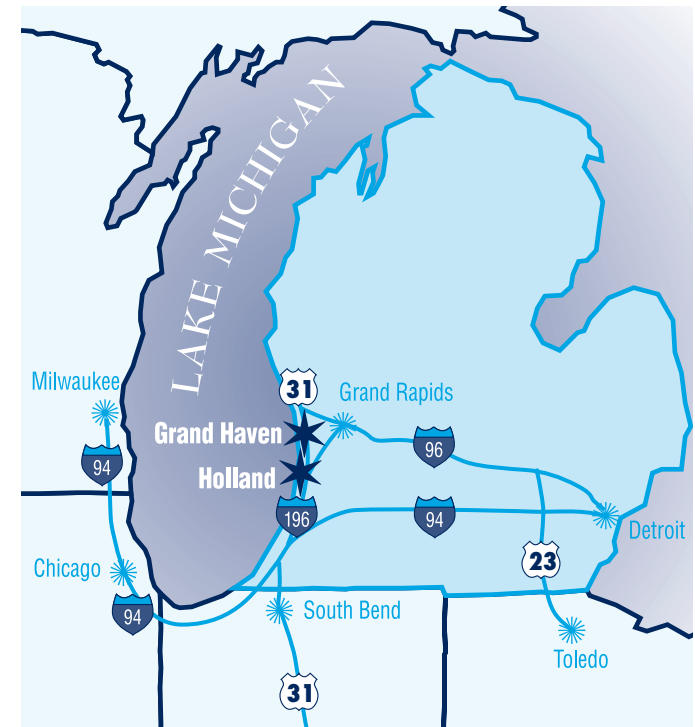 LAKE MICHIGAN
Milwaukee
31
Grand Rapids
Grand Haven
94
96
Holland
196
94
Detroit
23
Chicago
94
South Bend
Toledo
31